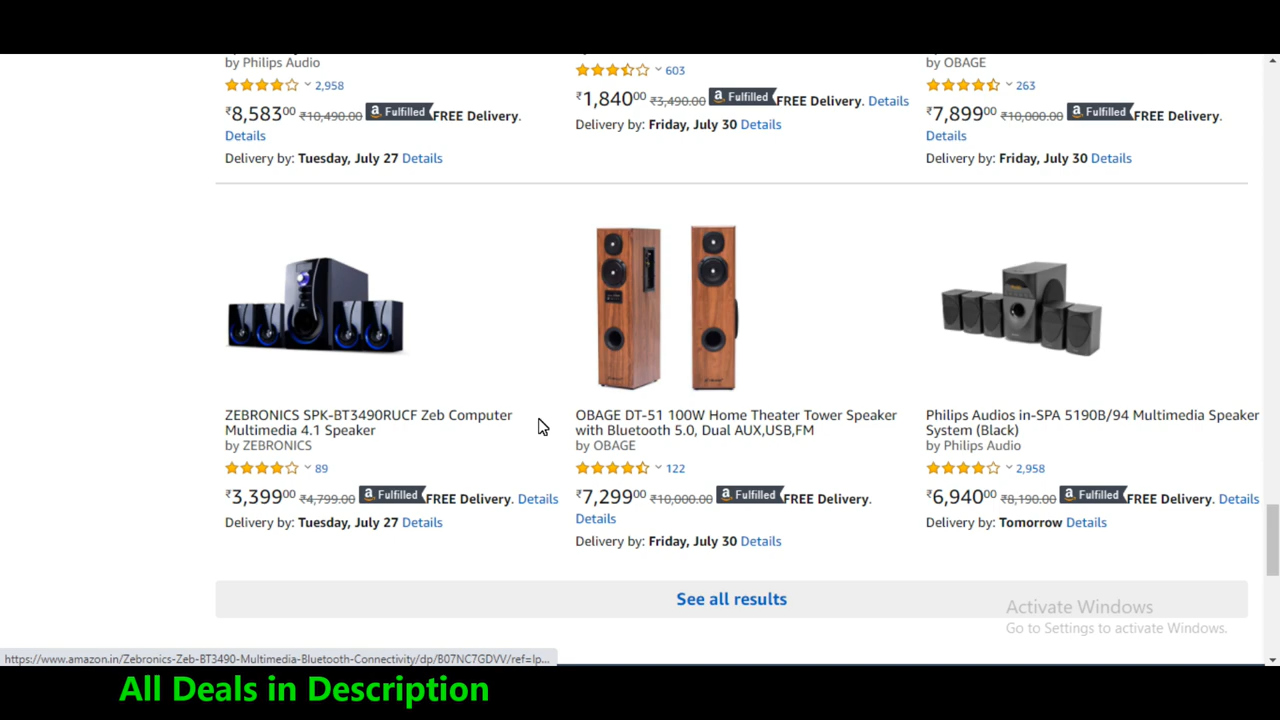 by Philips Audio
2,958
₹8,583⁰⁰ ₹10,490.00 a Fulfilled FREE Delivery.
Details
Delivery by: Tuesday, July 27 Details
603
₹1,840⁰⁰ ₹3,490.00 a Fulfilled FREE Delivery. Details
Delivery by: Friday, July 30 Details
by OBAGE
263
₹7,899⁰⁰ ₹10,000.00 a Fulfilled FREE Delivery.
Details
Delivery by: Friday, July 30 Details
ZEBRONICS SPK-BT3490RUCF Zeb Computer
Multimedia 4.1 Speaker
by ZEBRONICS
89
₹3,399⁰⁰ ₹4,799.00 a Fulfilled FREE Delivery. Details
Delivery by: Tuesday, July 27 Details
OBAGE DT-51 100W Home Theater Tower Speaker
with Bluetooth 5.0, Dual AUX,USB,FM
by OBAGE
122
₹7,299⁰⁰ ₹10,000.00 a Fulfilled FREE Delivery.
Details
Delivery by: Friday, July 30 Details
Philips Audios in-SPA 5190B/94 Multimedia Speaker
System (Black)
by Philips Audio
2,958
₹6,940⁰⁰ ₹8,190.00 a Fulfilled FREE Delivery. Details
Delivery by: Tomorrow Details
See all results
Activate Windows
Go to Settings to activate Windows.
https://www.amazon.in/Zebronics-Zeb-BT3490-Multimedia-Bluetooth-Connectivity/dp/B07NC7GDVV/ref=lp...
All Deals in Description